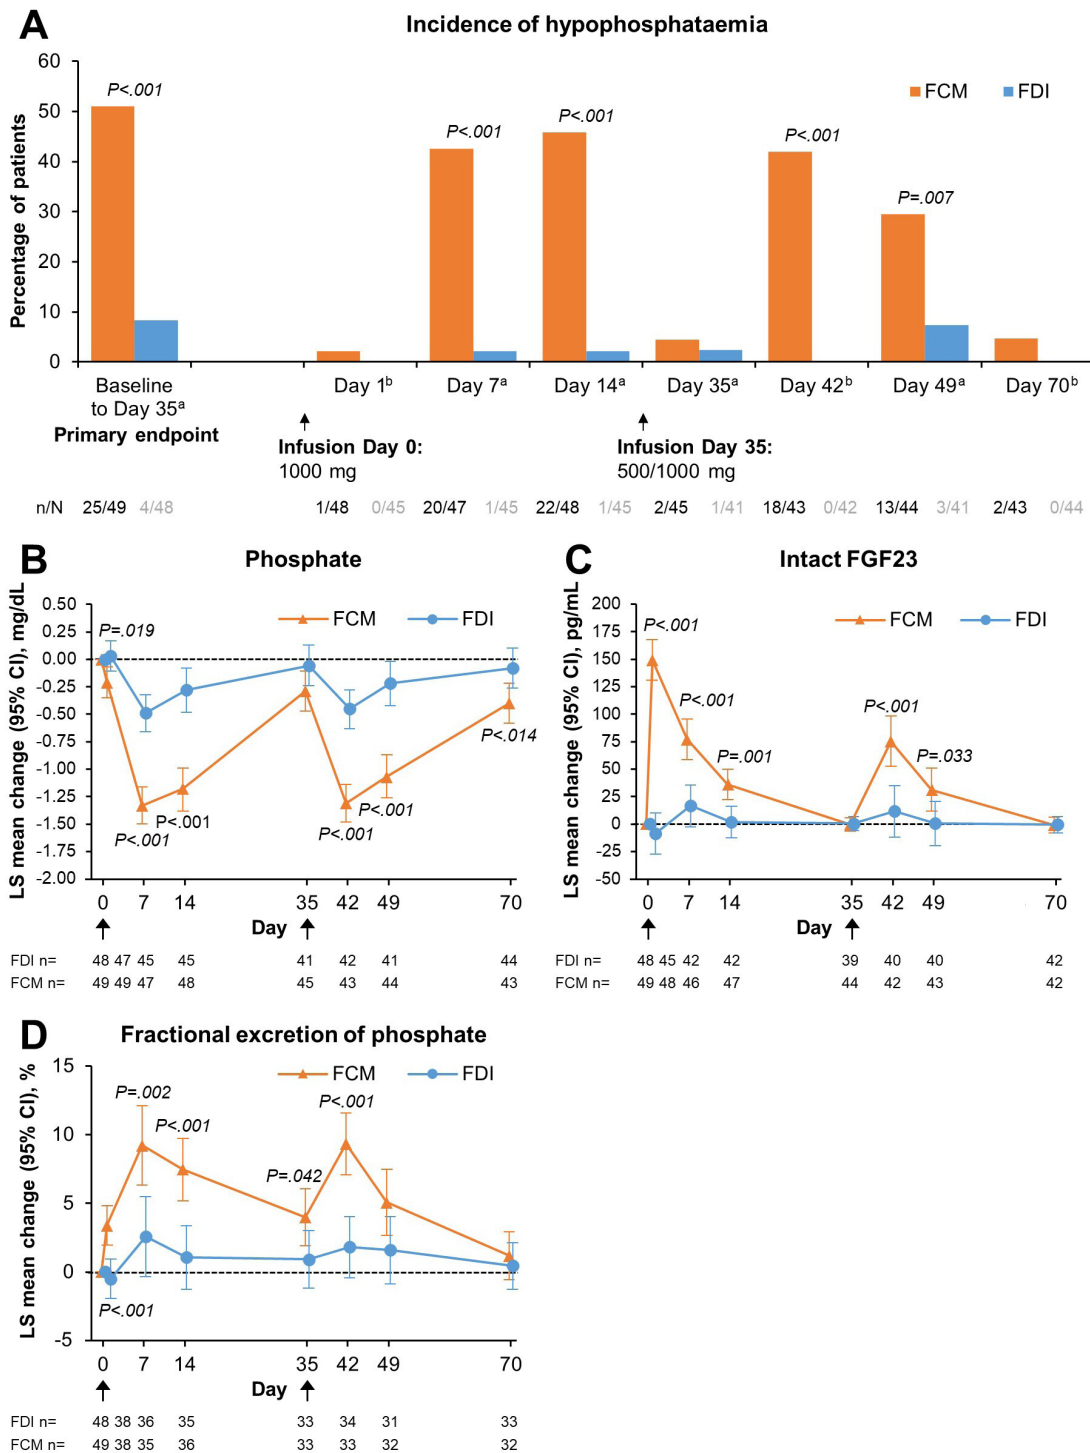 A
Incidence of hypophosphataemia
Percentage of patients
60
50
40
30
20
10
0
FCM
FDI
P<.001
P<.001
P<.001
P<.001
P=.007
Baseline to Day 35a
Primary endpoint
Day 1b
Day 7a
Day 14a
Day 35a
Day 42b
Day 49a
Day 70b
Infusion Day 0:
1000 mg
Infusion Day 35:
500/1000 mg
n/N 25/49 4/48 1/48 0/45 20/47 1/45 22/48 1/45 2/45 1/41 18/43 0/42 13/44 3/41 2/43 0/44
B
Phosphate
LS mean change (95% CI), mg/dL
0.50
0.25
0.00
-0.25
-0.50
-0.75
-1.00
-1.25
-1.50
-1.75
-2.00
FCM
FDI
P=.019
P<.001
P<.001
P<.001
P<.001
P<.014
0 7 14 35 42 49 70
Day
FDI n= 48 47 45 45 41 42 41 44
FCM n= 49 49 47 48 45 43 44 43
C
Intact FGF23
LS mean change (95% CI), pg/mL
200
175
150
125
100
75
50
25
0
-25
-50
FCM
FDI
P<.001
P<.001
P=.001
P<.001
P=.033
0 7 14 35 42 49 70
Day
FDI n= 48 45 42 42 39 40 40 42
FCM n= 49 48 46 47 44 42 43 42
D
Fractional excretion of phosphate
LS mean change (95% CI), %
15
10
5
0
-5
FCM
FDI
P=.002
P<.001
P=.042
P<.001
P<.001
0 7 14 35 42 49 70
Day
FDI n= 48 38 36 35 33 34 31 33
FCM n= 49 38 35 36 33 33 32 32